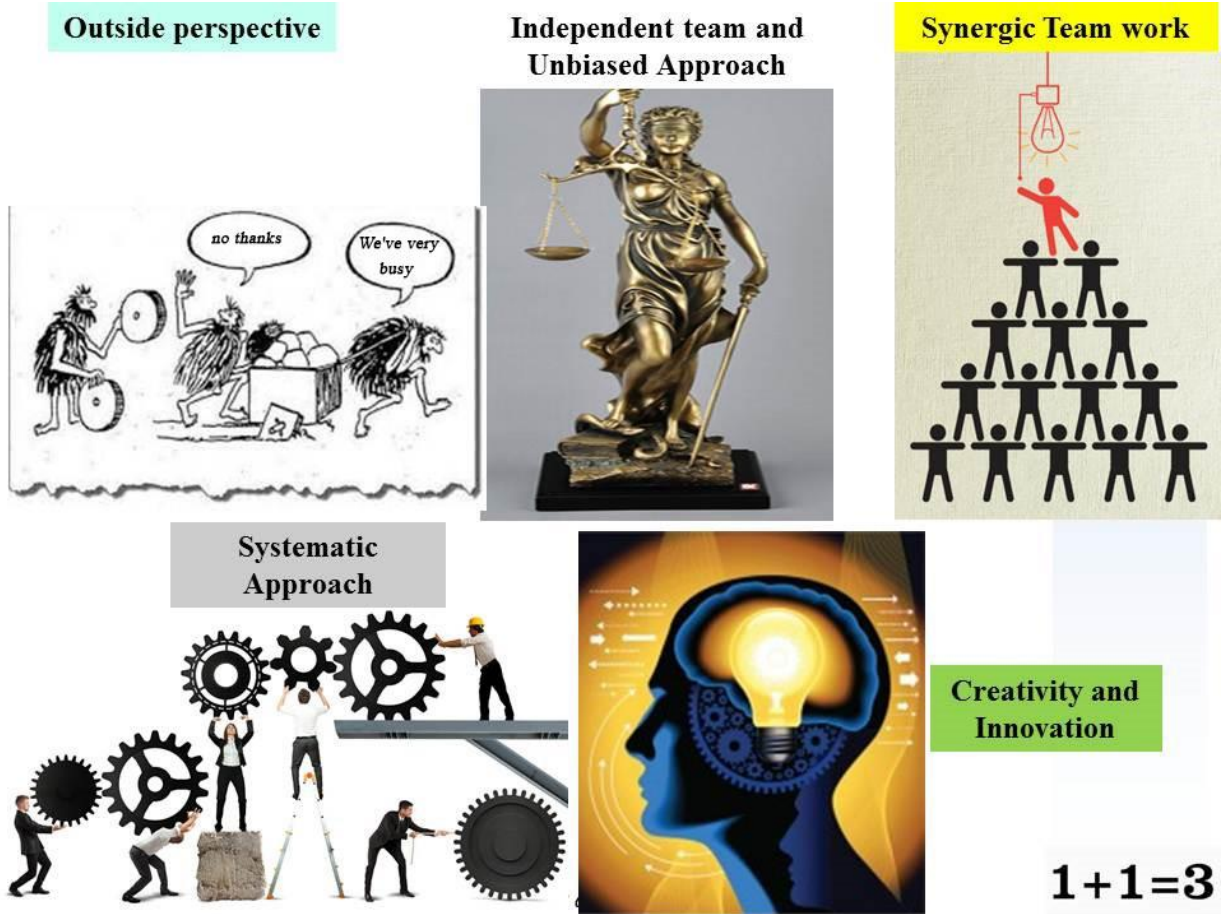 Outside perspective
Independent team and
Unbiased Approach
Synergic Team work
no thanks
We've very
busy
Systematic
Approach
Creativity and
Innovation
1+1=3